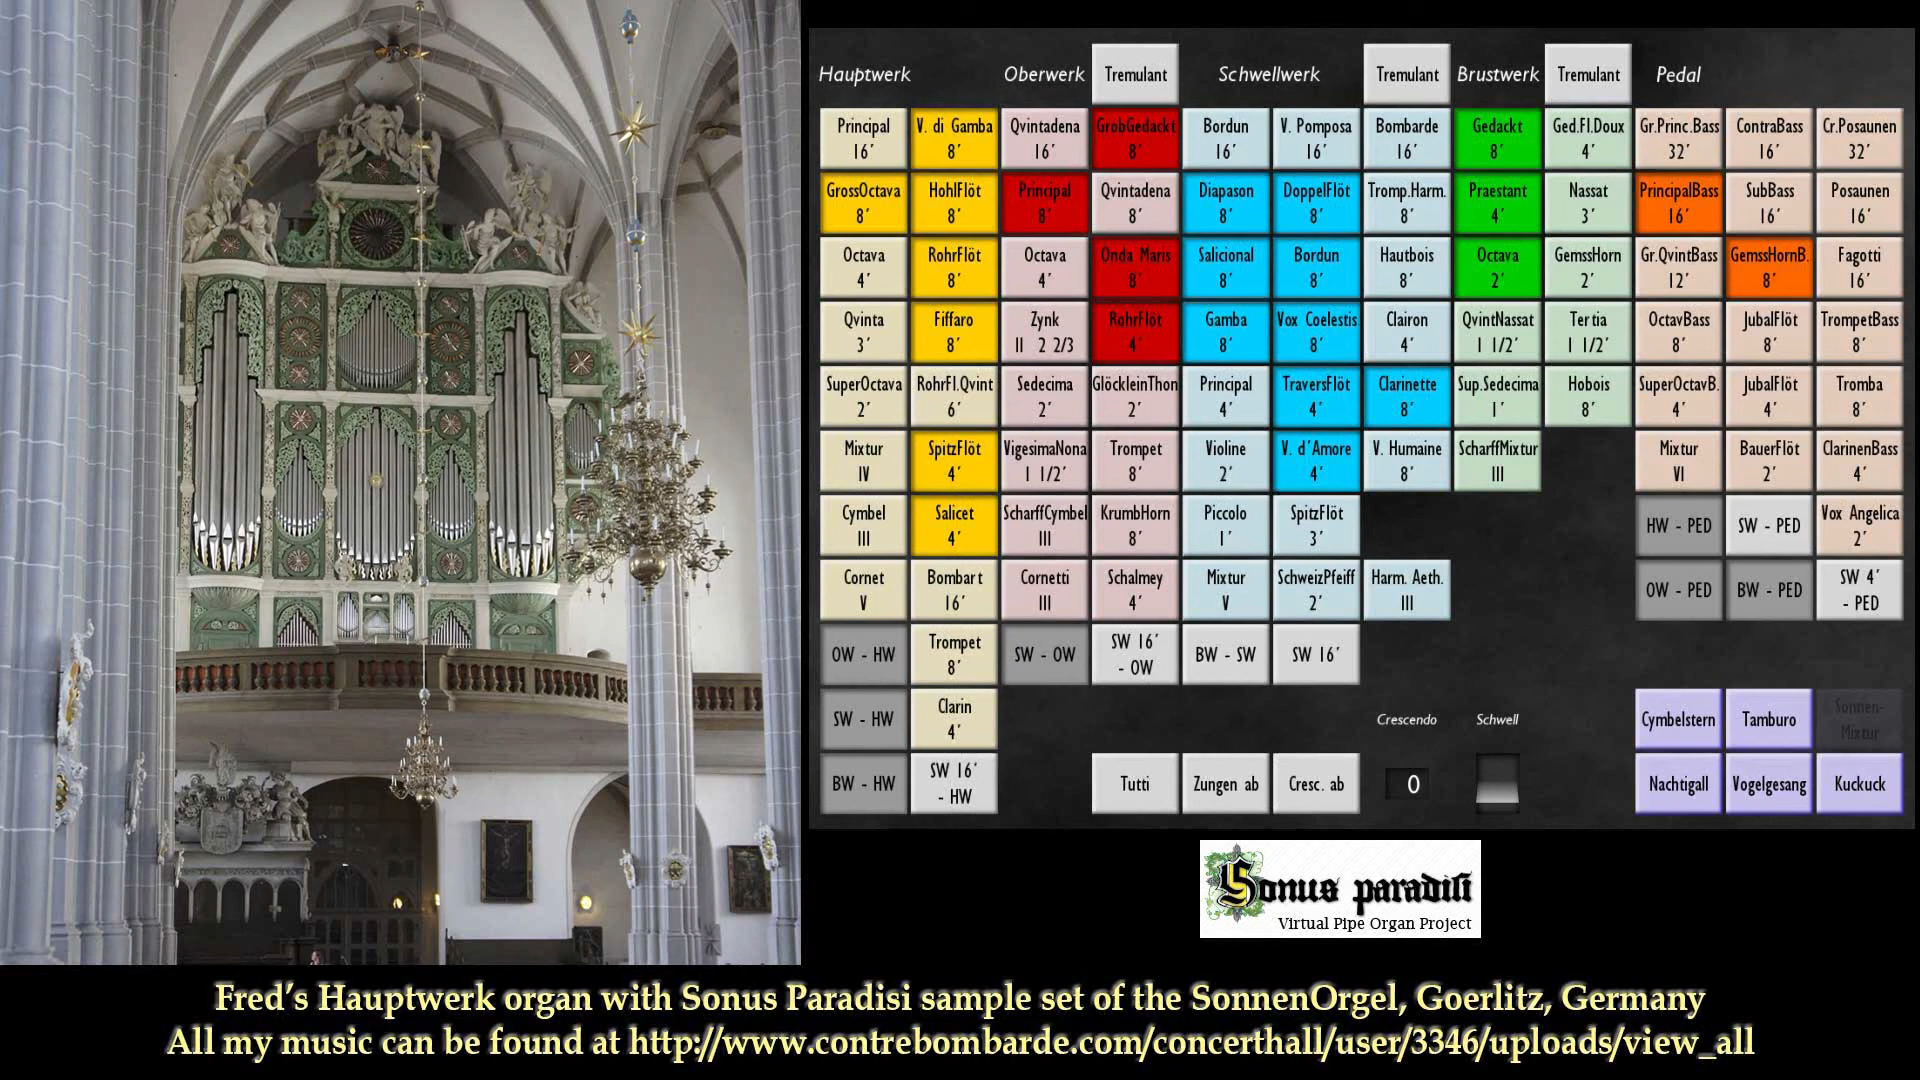 Hauptwerk Oberwerk Tremulant Schwellwerk Tremulant Brustwerk Tremulant Pedal
Principal V. di Gamba Qvintadena GrobGedackt Bordun V. Pomposa Bombarde Gedackt Ged.Fl.Doux Gr.Princ.Bass ContraBass Cr.Posaunen
16´ 8´ 16´ 8´ 16´ 16´ 16´ 8´ 4´ 32´ 16´ 32´
GrossOctava HohlFlöt Principal Qvintadena Diapason DoppelFlöt Tromp.Harm. Praestant Nassat PrincipalBass SubBass Posaunen
8´ 8´ 8´ 8´ 8´ 8´ 8´ 4´ 3´ 16´ 16´ 16´
Octava RohrFlöt Octava Onda Maris Salicional Bordun Hautbois Octava GemssHorn Gr.QvintBass GemssHornB. Fagotti
4´ 8´ 4´ 8´ 8´ 8´ 8´ 2´ 2´ 12´ 8´ 16´
Qvinta Fiffaro Zynk RohrFlöt Gamba Vox Coelestis Clairon QvintNassat Tertia OctavBass JubalFlöt TrompetBass
3´ 8´ II 2 2/3 4´ 8´ 8´ 4´ 1 1/2´ 1 1/2´ 8´ 8´ 8´
SuperOctava RohrFl.Qvint Sedecima GlöckleinThon Principal TraversFlöt Clarinette Sup.Sedecima Hobois SuperOctavB. JubalFlöt Tromba
2´ 6´ 2´ 2´ 4´ 4´ 8´ 1´ 8´ 4´ 4´ 8´
Mixtur SpitzFlöt VigesimaNona Trompet Violine V. d´Amore V. Humaine ScharffMixtur Mixtur BauerFlöt ClarinenBass
IV 4´ 1 1/2´ 8´ 2´ 4´ 8´ III VI 2´ 4´
Cymbel Salicet ScharffCymbel KrumbHorn Piccolo SpitzFlöt HW - PED SW - PED Vox Angelica
III 4´ III 8´ 1´ 3´ 2´
Cornet Bombart Cornetti Schalmey Mixtur SchweizPfeiff Harm. Aeth. OW - PED BW - PED SW 4´
V 16´ III 4´ V 2´ III - PED
OW - HW Trompet SW - OW SW 16´ BW - SW SW 16´
8´ - OW
SW - HW Clarin Crescendo Schwell Cymbelstern Tamburo Sonnen-
4´ Mixtur
BW - HW SW 16´ Tutti Zungen ab Cresc. ab 0 Nachtigall Vogelgesang Kuckuck
- HW
Sonus paradisi
Virtual Pipe Organ Project
Fred’s Hauptwerk organ with Sonus Paradisi sample set of the SonnenOrgel, Goerlitz, Germany
All my music can be found at http://www.contrebombarde.com/concerthall/user/3346/uploads/view_all